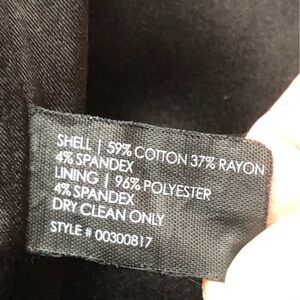 SHELL | 59% COTTON 37% RAYON
4% SPANDEX
LINING | 96% POLYESTER
4% SPANDEX
DRY CLEAN ONLY
STYLE # 00300817